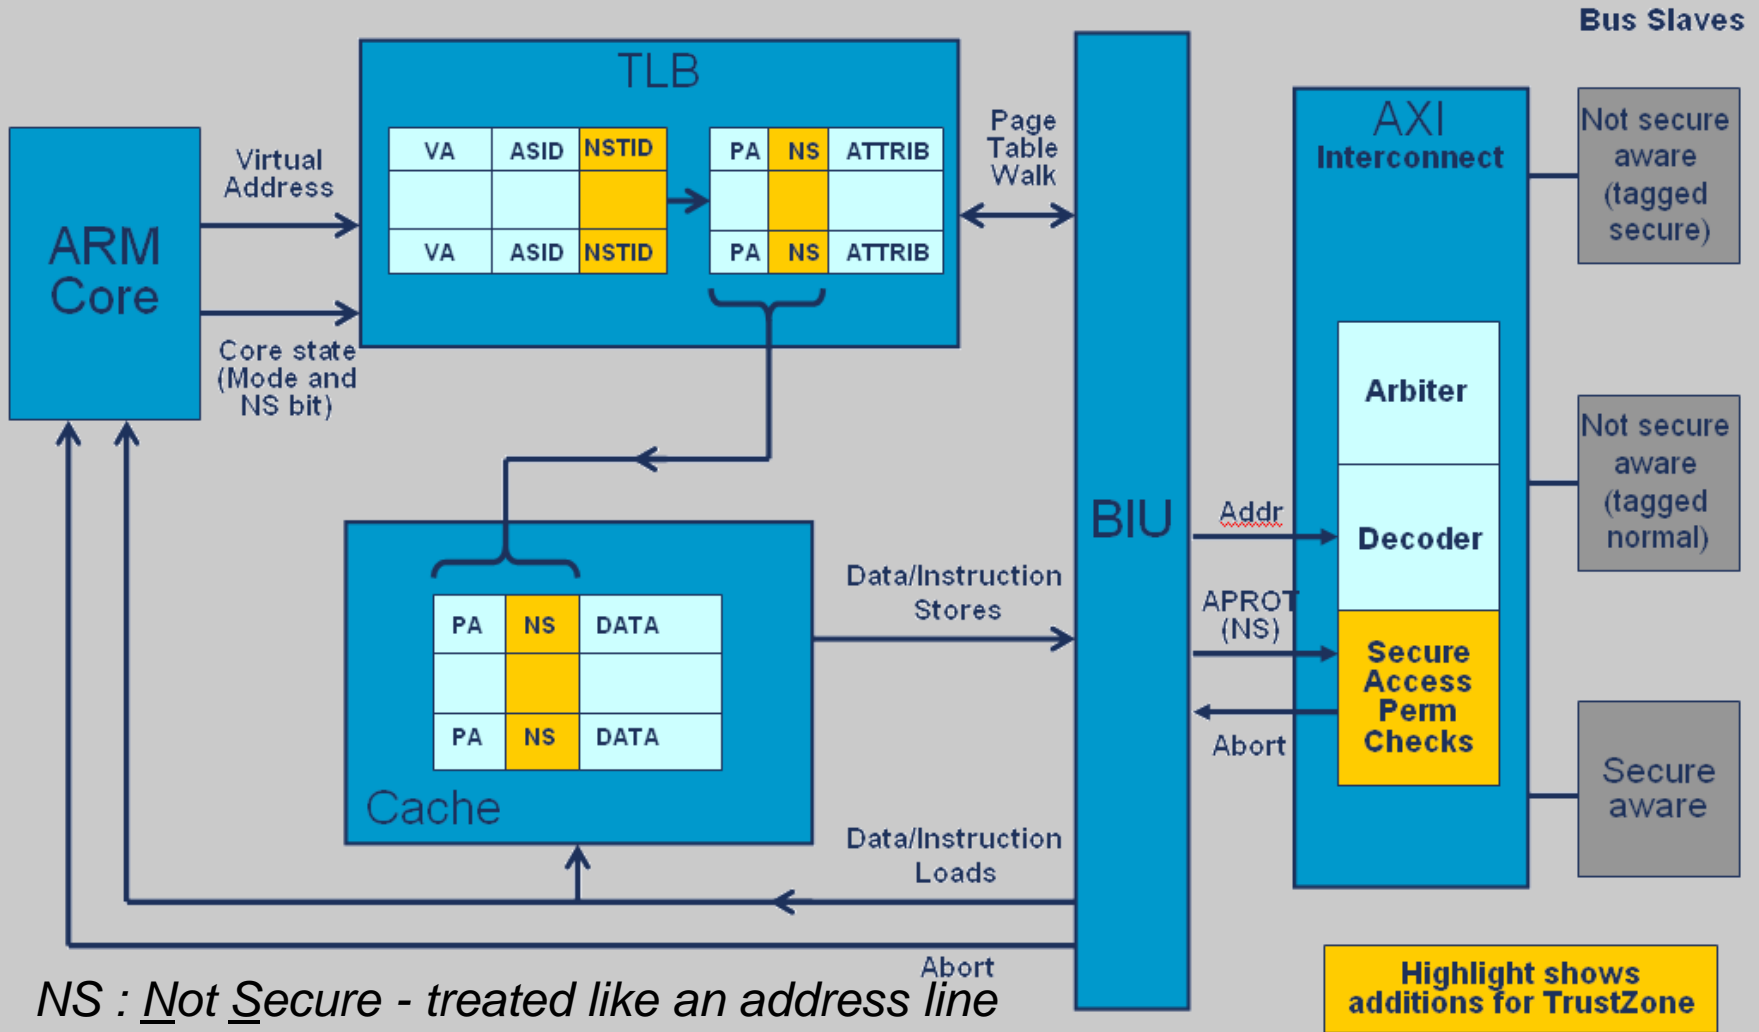 Bus Slaves
TLB
VA ASID NSTID PA NS ATTRIB
VA ASID NSTID PA NS ATTRIB
Virtual
Address
ARM
Core
Core state
(Mode and
NS bit)
Page
Table
Walk
AXI
Interconnect
Not secure
aware
(tagged
secure)
Arbiter
Not secure
aware
(tagged
normal)
BIU
Addr
Decoder
PA NS DATA
PA NS DATA
Cache
Data/Instruction
Stores
APROT
(NS)
Secure
Access
Perm
Checks
Abort
Secure
aware
Data/Instruction
Loads
Abort
NS : Not Secure - treated like an address line
Highlight shows
additions for TrustZone